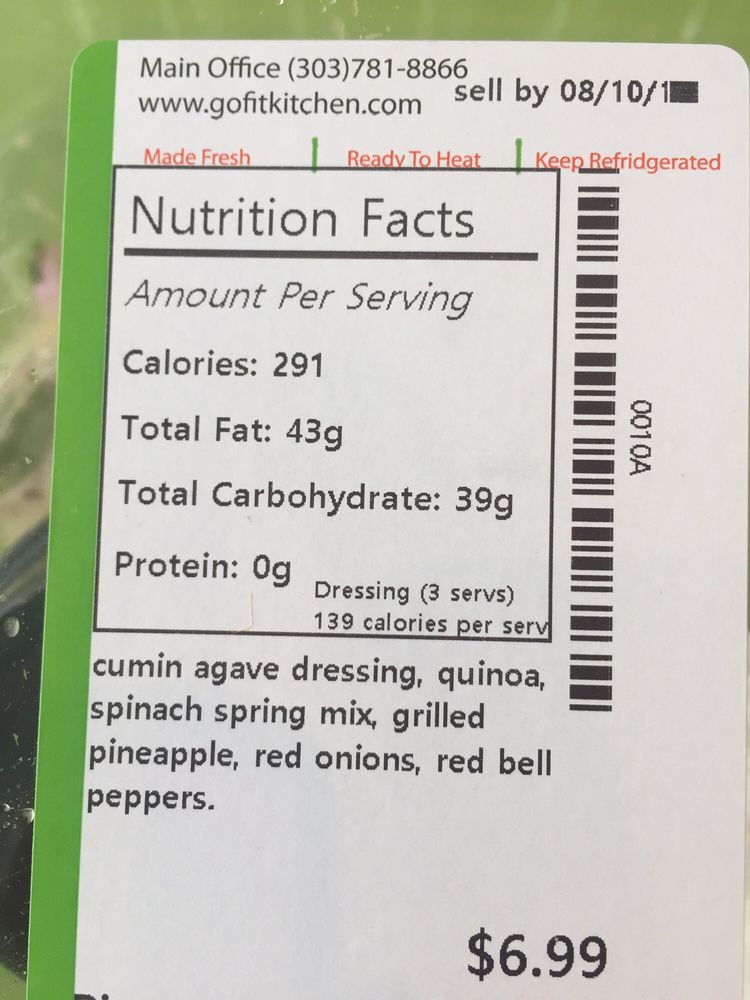 Main Office (303)781-8866
www.gofitkitchen.com
sell by 08/10/1
Made Fresh | Ready To Heat | Keep Refridgerated
Nutrition Facts
Amount Per Serving
Calories: 291
Total Fat: 43g
Total Carbohydrate: 39g
Protein: 0g
Dressing (3 servs)
139 calories per serv
0010A
cumin agave dressing, quinoa,
spinach spring mix, grilled
pineapple, red onions, red bell
peppers.
$6.99